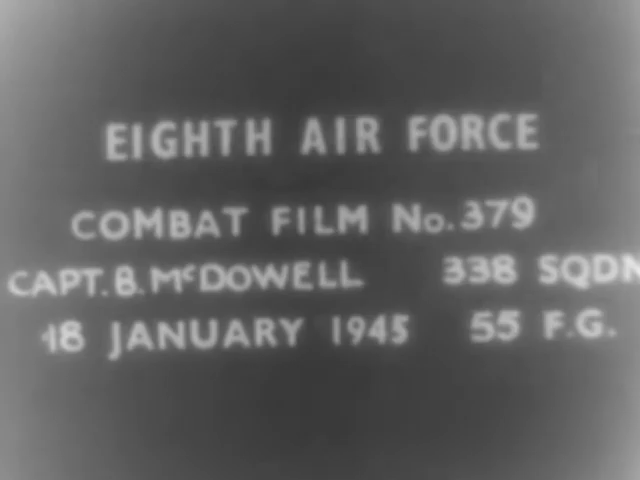 EIGHTH AIR FORCE
COMBAT FILM No. 379
CAPT. B. McDOWELL 338 SQDN
18 JANUARY 1945 55 F.G.